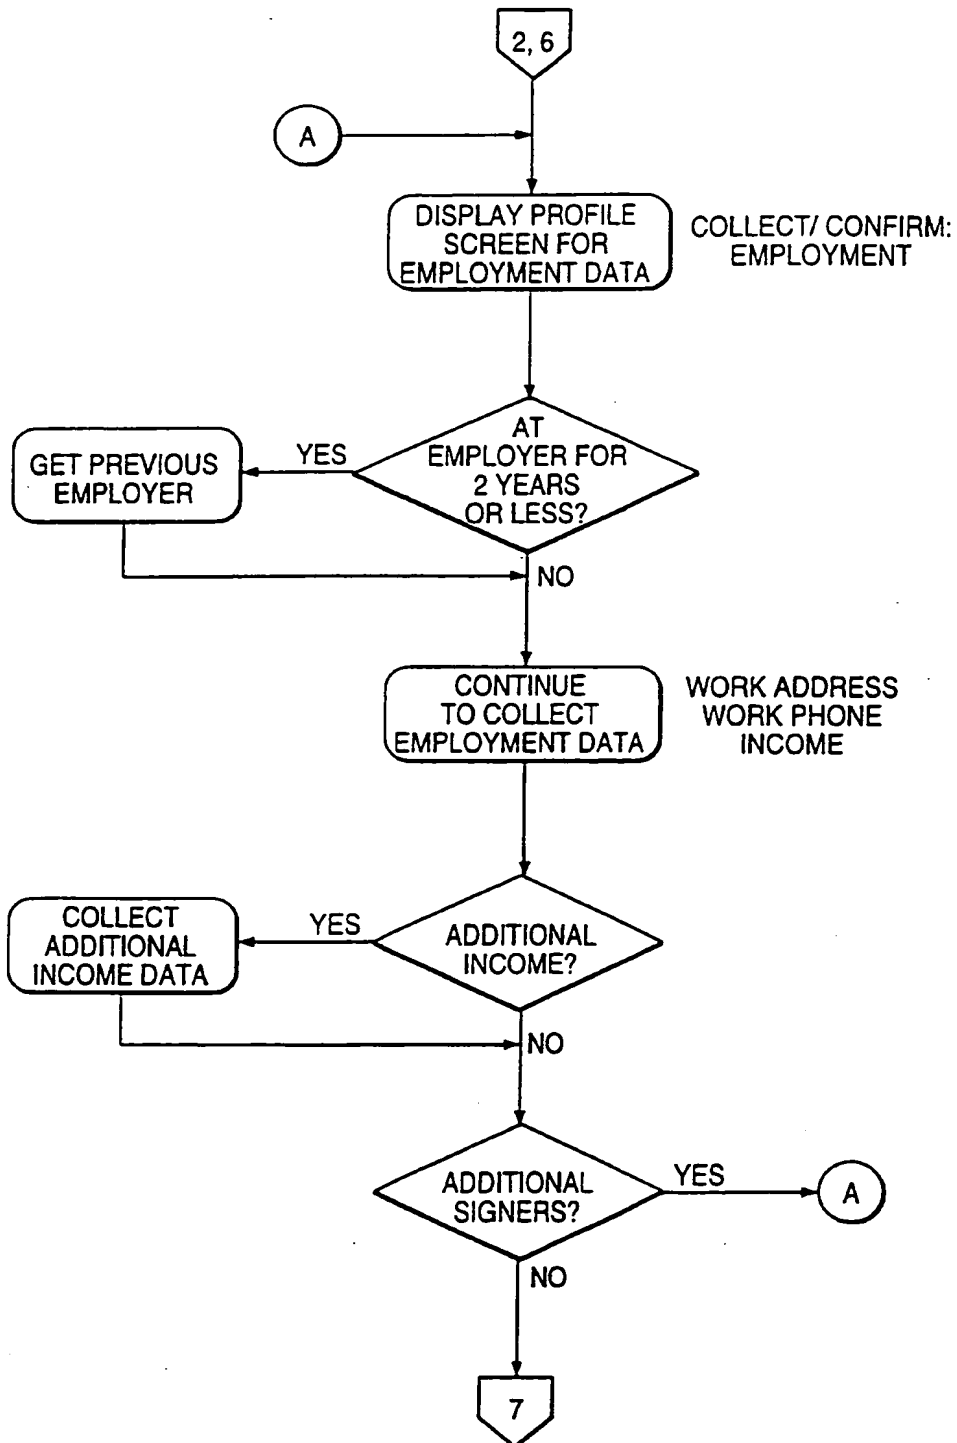 2, 6
A
DISPLAY PROFILE
SCREEN FOR
EMPLOYMENT DATA
COLLECT/ CONFIRM:
EMPLOYMENT
AT
EMPLOYER FOR
2 YEARS
OR LESS?
YES
GET PREVIOUS
EMPLOYER
NO
CONTINUE
TO COLLECT
EMPLOYMENT DATA
WORK ADDRESS
WORK PHONE
INCOME
ADDITIONAL
INCOME?
YES
COLLECT
ADDITIONAL
INCOME DATA
NO
ADDITIONAL
SIGNERS?
YES
A
NO
7